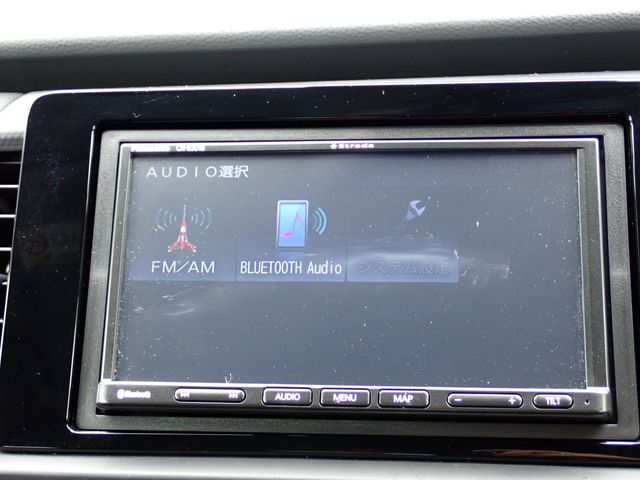 Strada
AUDIO選択
FM/AM
BLUETOOTH Audio
システム設定
Bluetooth
AUDIO
MENU
MAP
− +
TILT